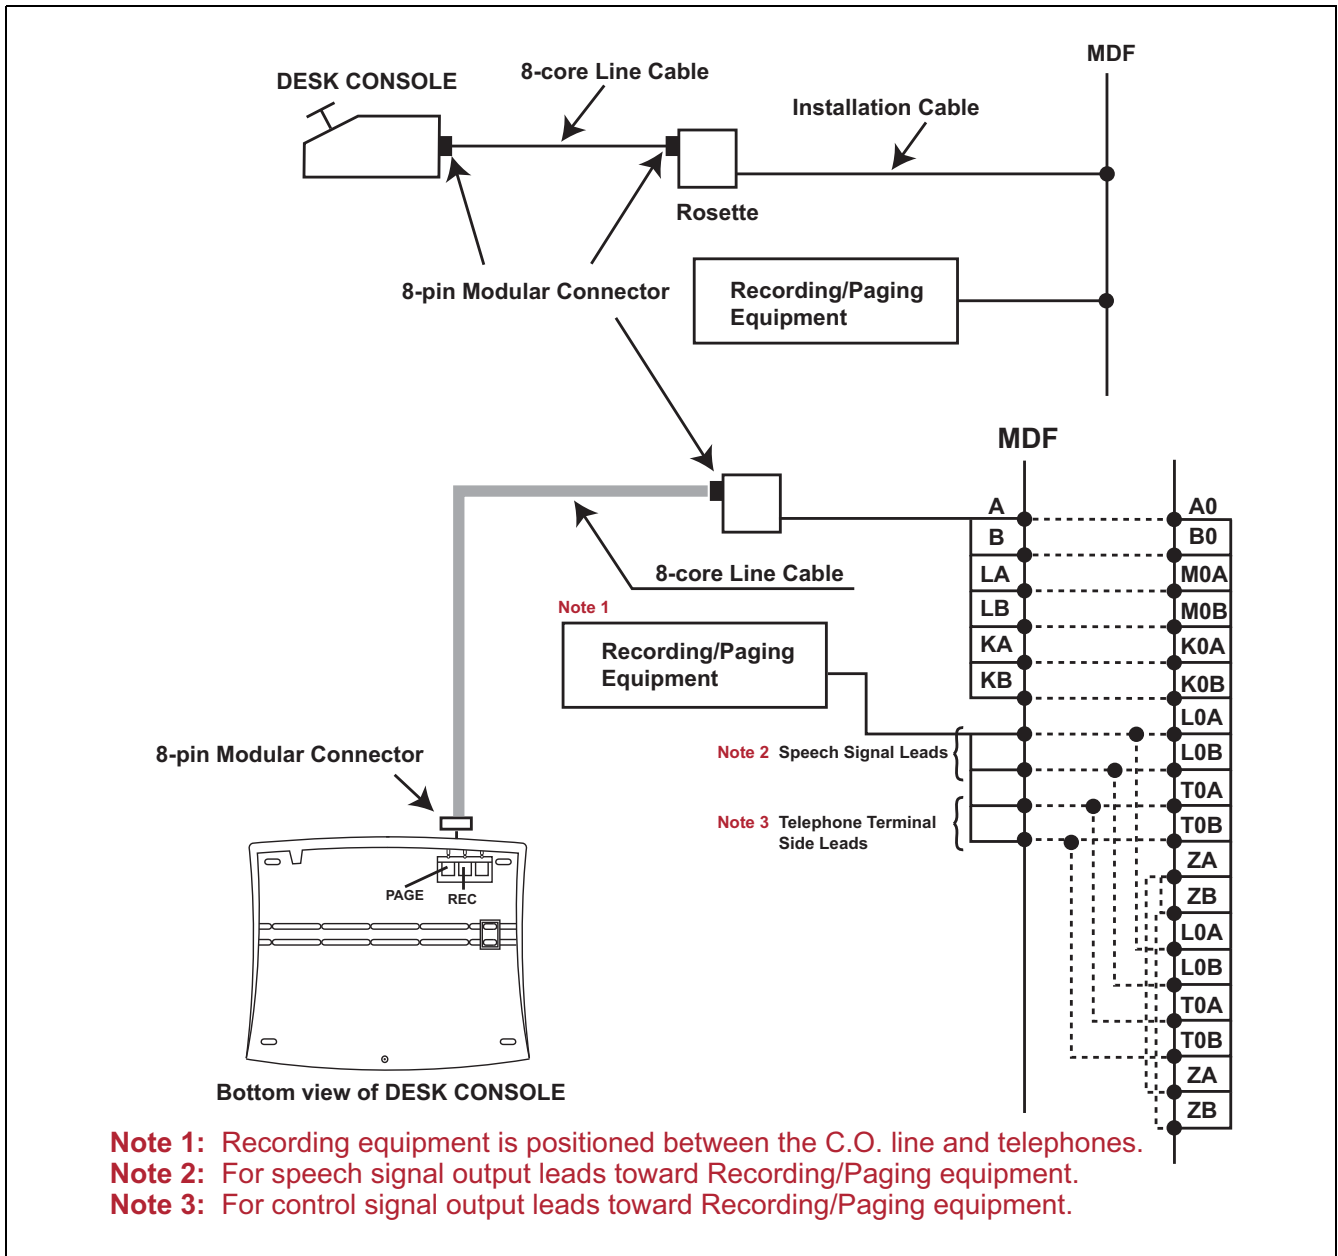 MDF
8-core Line Cable
DESK CONSOLE
Installation Cable
Rosette
8-pin Modular Connector
Recording/Paging
Equipment
MDF
A
B
LA
LB
KA
KB
A0
B0
M0A
M0B
K0A
K0B
L0A
L0B
T0A
T0B
ZA
ZB
L0A
L0B
T0A
T0B
ZA
ZB
8-core Line Cable
Note 1
Recording/Paging
Equipment
Note 2 Speech Signal Leads
Note 3 Telephone Terminal
Side Leads
8-pin Modular Connector
PAGE
REC
Bottom view of DESK CONSOLE
Note 1: Recording equipment is positioned between the C.O. line and telephones.
Note 2: For speech signal output leads toward Recording/Paging equipment.
Note 3: For control signal output leads toward Recording/Paging equipment.